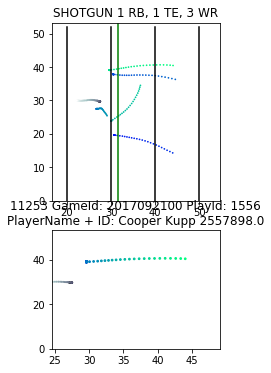 SHOTGUN 1 RB, 1 TE, 3 WR
50
40
30
20
10
0
20 30 40 50
11253 GameId: 2017092100 PlayId: 1556
PlayerName + ID: Cooper Kupp 2557898.0
40
20
0
25 30 35 40 45